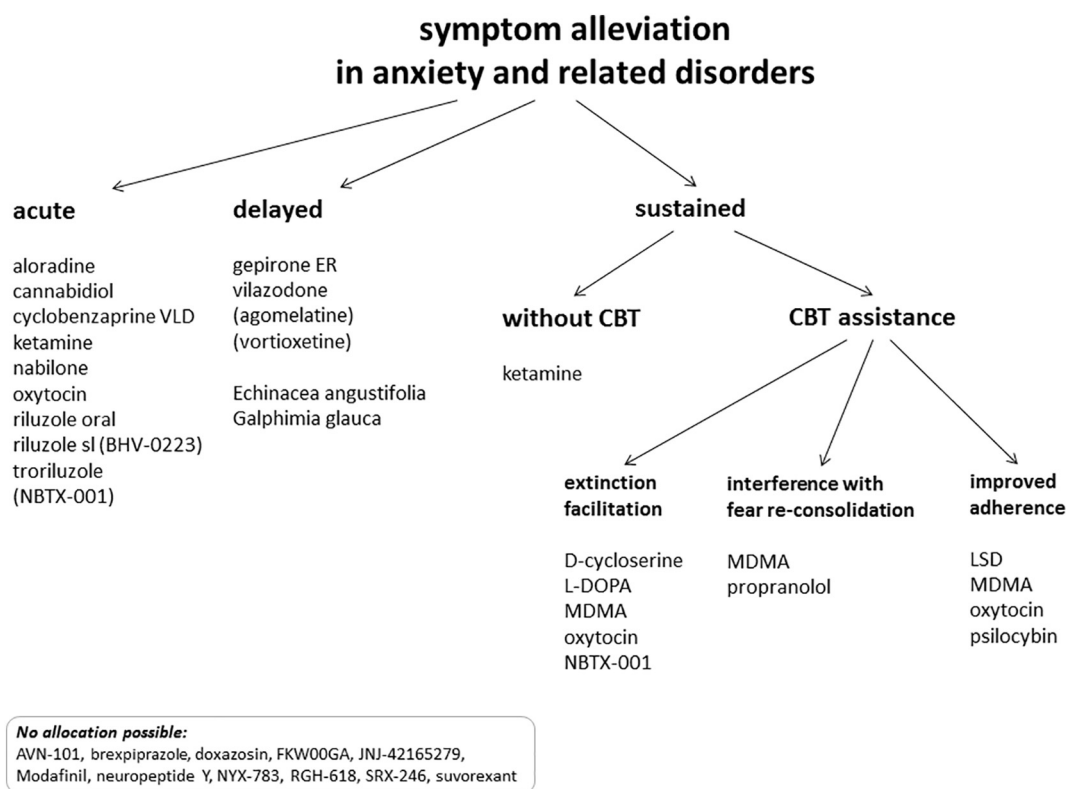 symptom alleviation
in anxiety and related disorders
acute
aloradine
cannabidiol
cyclobenzaprine VLD
ketamine
nabilone
oxytocin
riluzole oral
riluzole sl (BHV-0223)
troriluzole
(NBTX-001)
delayed
gepirone ER
vilazodone
(agomelatine)
(vortioxetine)
Echinacea angustifolia
Galphimia glauca
sustained
without CBT
ketamine
CBT assistance
extinction
facilitation
D-cycloserine
L-DOPA
MDMA
oxytocin
NBTX-001
interference with
fear re-consolidation
MDMA
propranolol
improved
adherence
LSD
MDMA
oxytocin
psilocybin
No allocation possible:
AVN-101, brexpiprazole, doxazosin, FKW00GA, JNJ-42165279,
Modafinil, neuropeptide Y, NYX-783, RGH-618, SRX-246, suvorexant